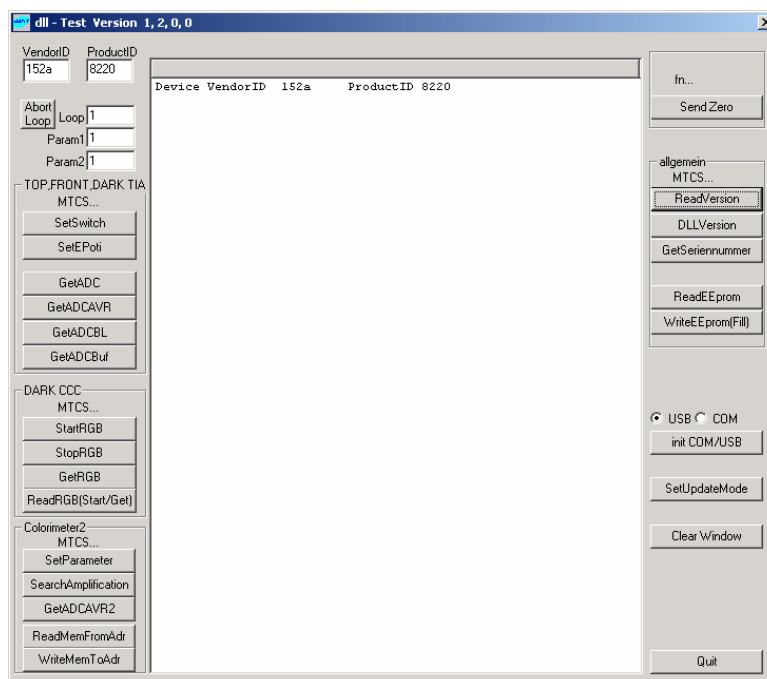 dll - Test Version 1, 2, 0, 0
VendorID ProductID
152a 8220
Abort
Loop
Loop 1
Param1 1
Param2 1
TOP,FRONT,DARK TIA
MTCS...
SetSwitch
SetEPoti
GetADC
GetADCAVR
GetADCBL
GetADCBuf
DARK CCC
MTCS...
StartRGB
StopRGB
GetRGB
ReadRGB(Start/Get)
Colorimeter2
MTCS...
SetParameter
SearchAmplification
GetADCAVR2
ReadMemFromAdr
WriteMemToAdr
Device VendorID 152a ProductID 8220
fn...
Send Zero
allgemein
MTCS...
ReadVersion
DLLVersion
GetSeriennummer
ReadEEprom
WriteEEprom(Fill)
USB COM
init COM/USB
SetUpdateMode
Clear Window
Quit